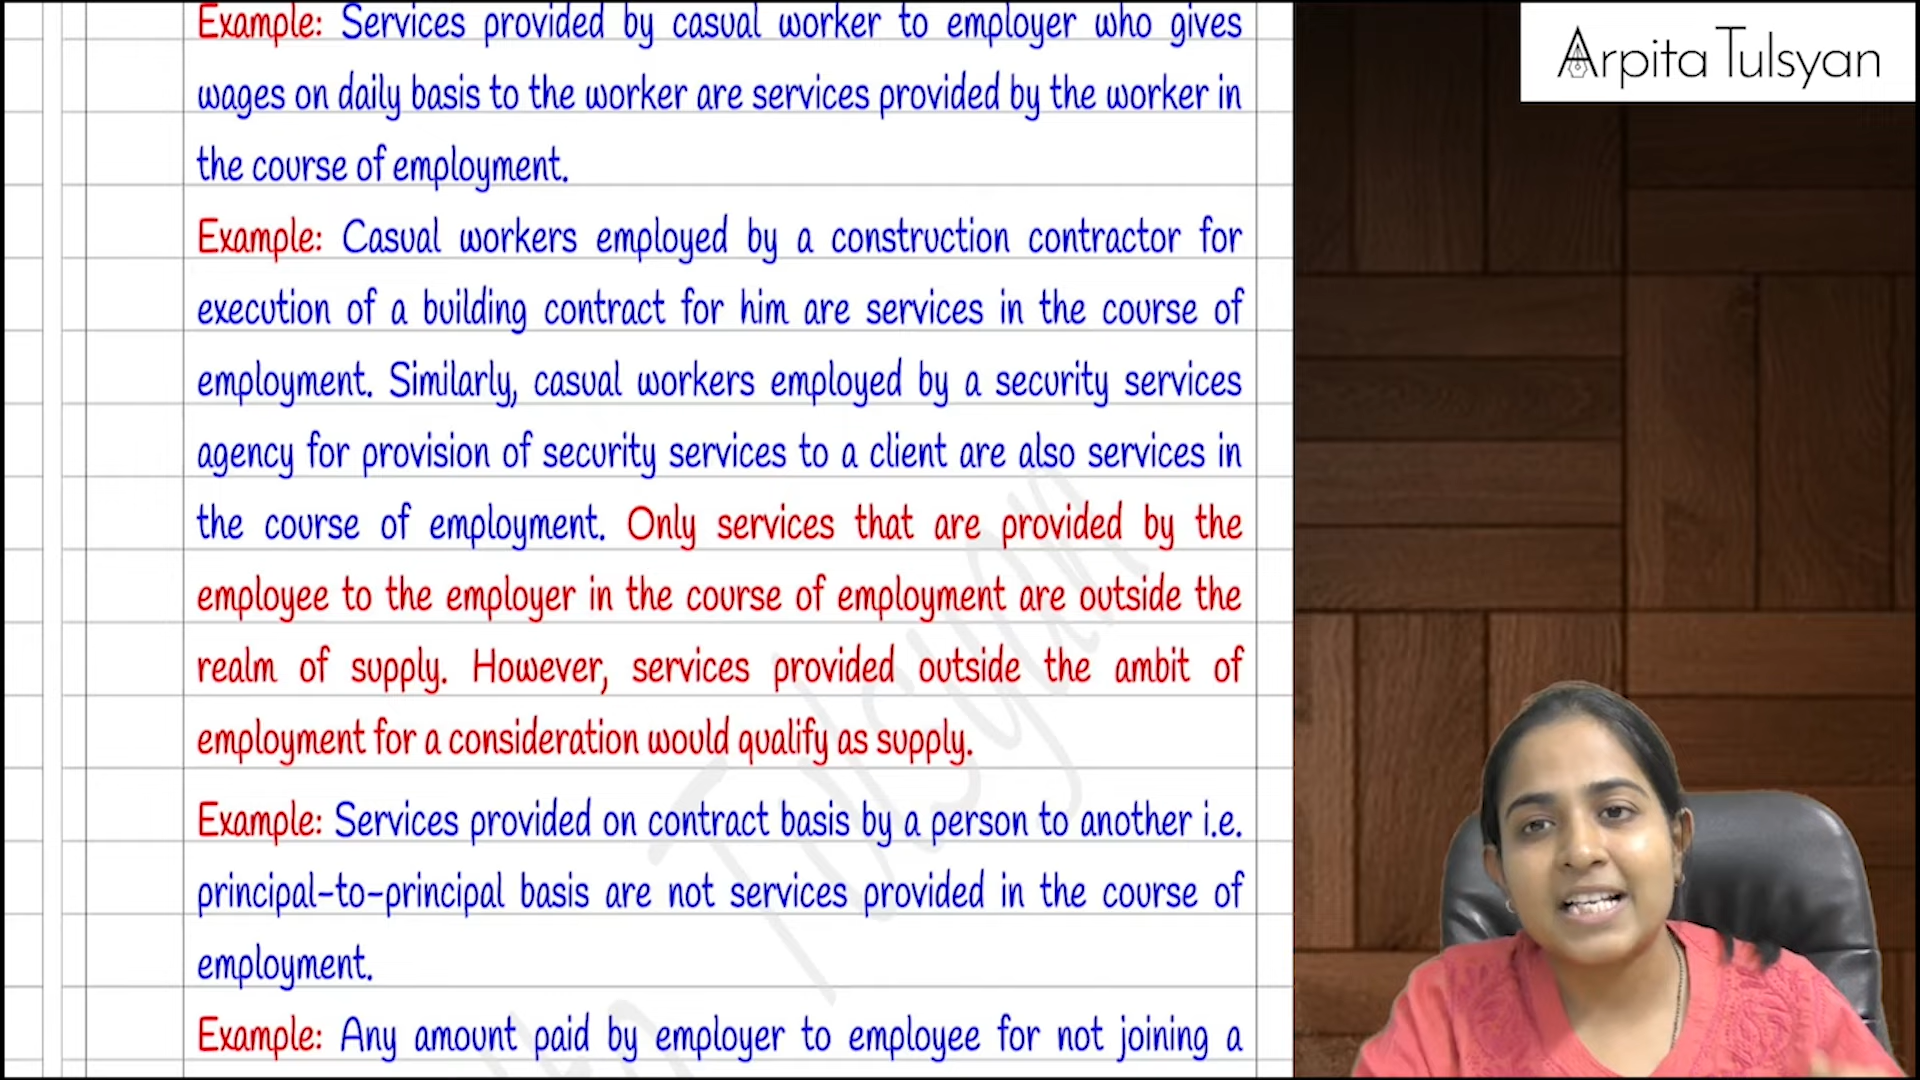 Example: Services provided by casual worker to employer who gives
wages on daily basis to the worker are services provided by the worker in
the course of employment.
Example: Casual workers employed by a construction contractor for
execution of a building contract for him are services in the course of
employment. Similarly, casual workers employed by a security services
agency for provision of security services to a client are also services in
the course of employment. Only services that are provided by the
employee to the employer in the course of employment are outside the
realm of supply. However, services provided outside the ambit of
employment for a consideration would qualify as supply.
Example: Services provided on contract basis by a person to another i.e.
principal-to-principal basis are not services provided in the course of
employment.
Example: Any amount paid by employer to employee for not joining a
Arpita Tulsyan
Tulsyan